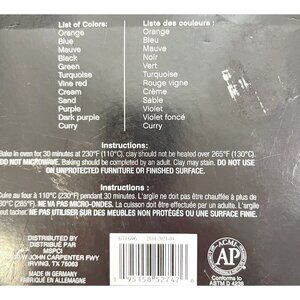 List of Colors:
Orange
Blue
Mauve
Black
Green
Turquoise
Vine red
Cream
Sand
Purple
Dark purple
Curry
Liste des couleurs :
Orange
Bleu
Mauve
Noir
Vert
Turquoise
Rouge vigne
Crème
Sable
Violet
Violet foncé
Curry
Instructions:
Bake in oven for 30 minutes at 230°F (110°C), clay should not be heated over 265°F (130°C).
DO NOT MICROWAVE. Baking should be completed by an adult. Clay may stain. DO NOT USE
ON UNPROTECTED FURNITURE OR FINISHED SURFACE.
Instructions:
Cuire au four à 110°C (230°F) pendant 30 minutes. L'argile ne doit pas être chauffée à plus de
(265°F). NE VA PAS MICRO-ONDES. La cuisson doit être effectuée par un adulte. L'argile
eut tacher. NE PAS UTILISER SUR DES MEUBLES NON PROTÉGÉS OU UNE SURFACE FINIE.
DISTRIBUTED BY
DISTRIBUÉ PAR
MSPCI
JOHN W CARPENTER FWY
IRVING, TX 75063
MADE IN GERMANY
FABRIQUÉ EN ALLEMAGNE
195158 52747
ACMI
AP
Conforms to
ASTM D 4236